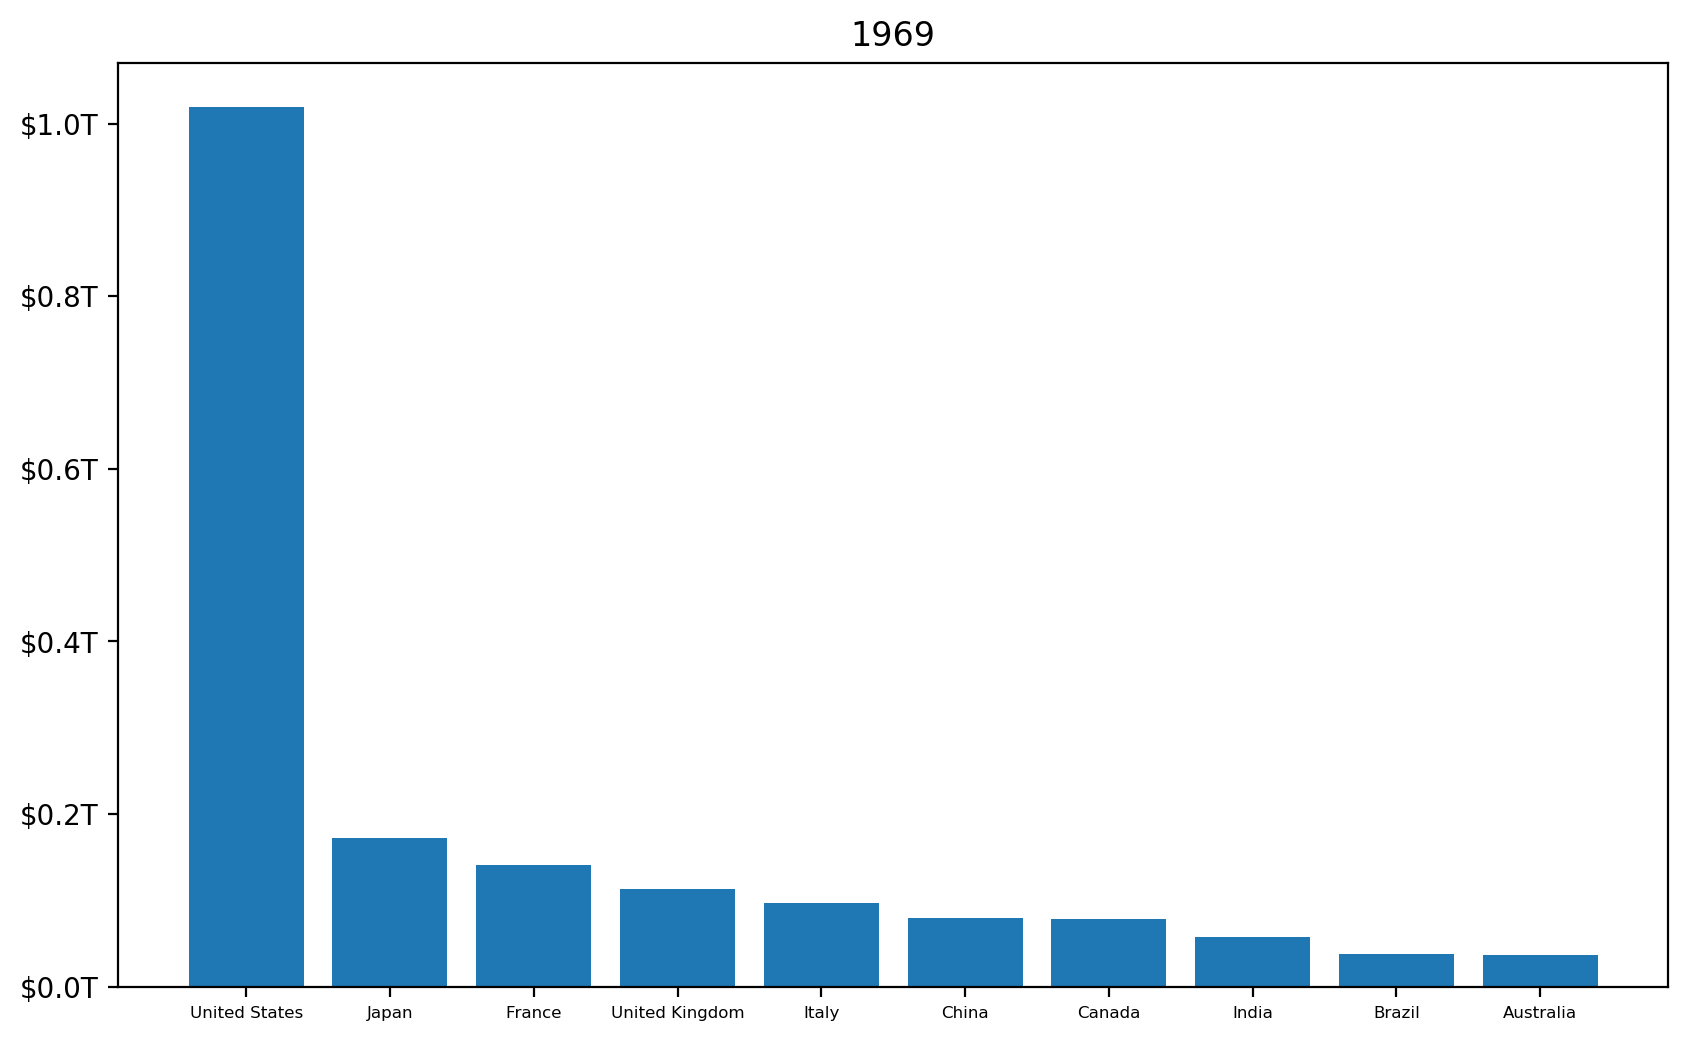 1969
$1.0T
$0.8T
$0.6T
$0.4T
$0.2T
$0.0T
United States Japan France United Kingdom Italy China Canada India Brazil Australia